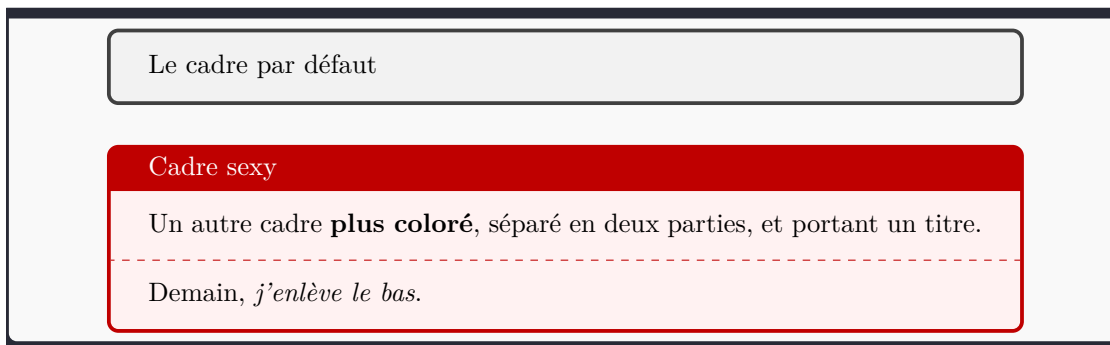 Le cadre par défaut
Cadre sexy
Un autre cadre plus coloré, séparé en deux parties, et portant un titre.
Demain, j'enlève le bas.